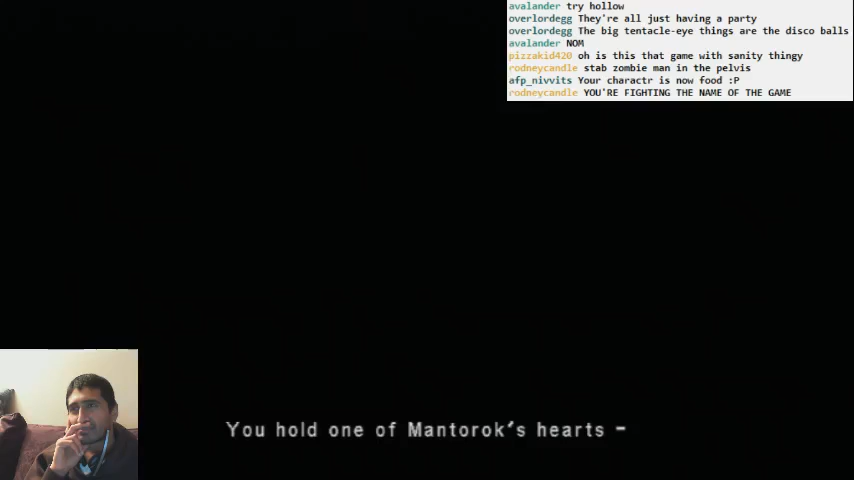 avalander try hollow
overlordegg They're all just having a party
overlordegg The big tentacle-eye things are the disco balls
avalander NOM
pizzakid420 oh is this that game with sanity thingy
rodneycandle stab zombie man in the pelvis
afp_nivvits Your charactr is now food :P
rodneycandle YOU'RE FIGHTING THE NAME OF THE GAME
You hold one of Mantorok's hearts -